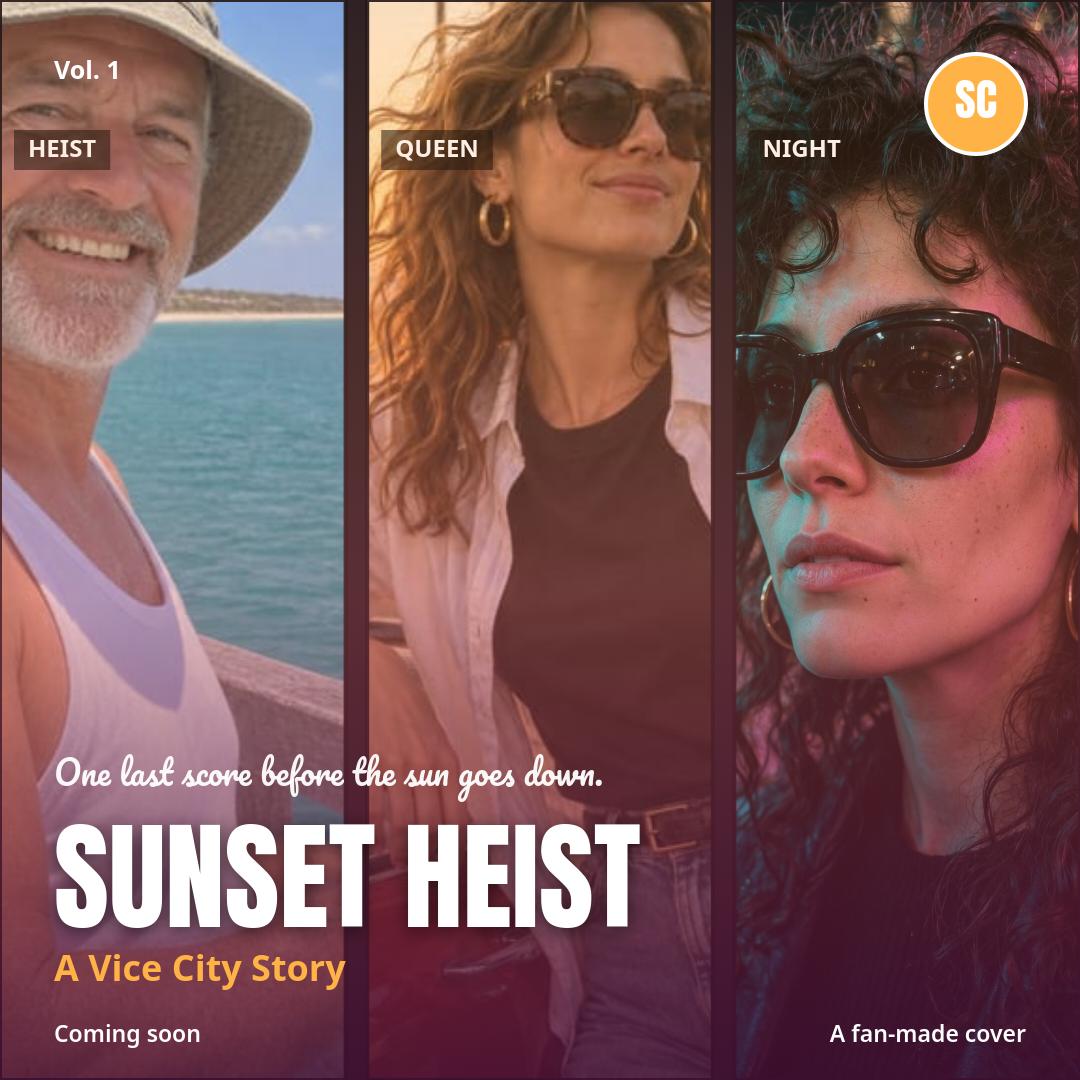 Vol. 1
SC
HEIST
QUEEN
NIGHT
One last score before the sun goes down.
SUNSET HEIST
A Vice City Story
Coming soon
A fan-made cover